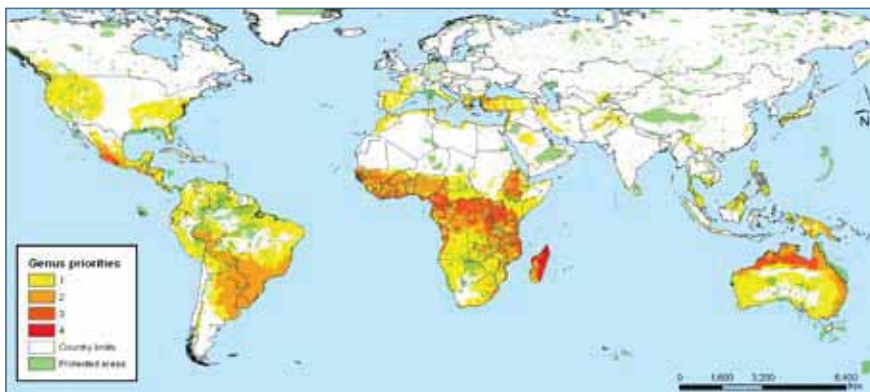 N
Genus priorities
1
2
3
4
Country limits
Protected areas
0 1,600 3,200 6,400
Km